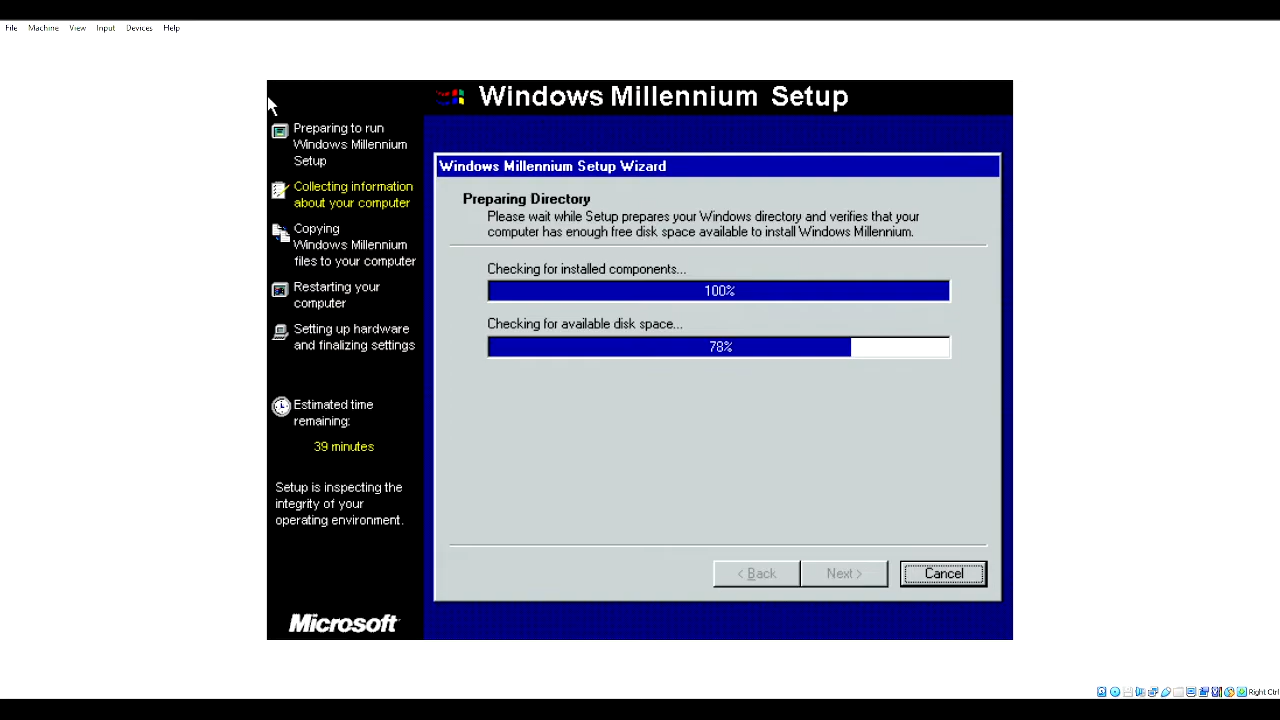 File Machine View Input Devices Help
Windows Millennium Setup
Preparing to run
Windows Millennium
Setup
Collecting information
about your computer
Copying
Windows Millennium
files to your computer
Restarting your
computer
Setting up hardware
and finalizing settings
Estimated time
remaining:
39 minutes
Setup is inspecting the
integrity of your
operating environment.
Microsoft
Windows Millennium Setup Wizard
Preparing Directory
Please wait while Setup prepares your Windows directory and verifies that your
computer has enough free disk space available to install Windows Millennium.
Checking for installed components...
100%
Checking for available disk space...
78%
< Back Next > Cancel
Right Ctrl